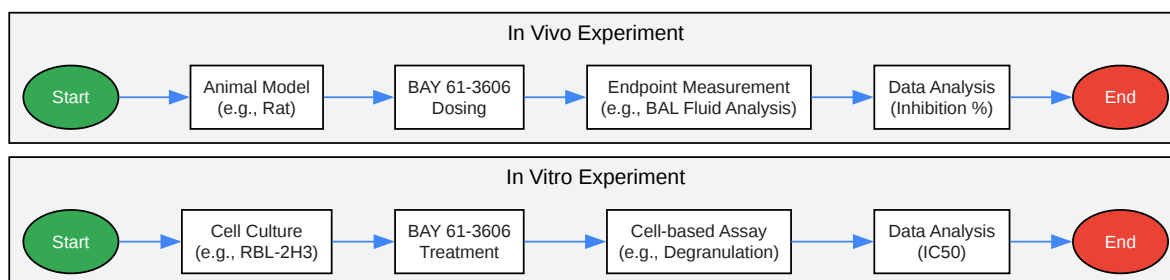 In Vivo Experiment
Start
Animal Model
(e.g., Rat)
BAY 61-3606
Dosing
Endpoint Measurement
(e.g., BAL Fluid Analysis)
Data Analysis
(Inhibition %)
End
In Vitro Experiment
Start
Cell Culture
(e.g., RBL-2H3)
BAY 61-3606
Treatment
Cell-based Assay
(e.g., Degranulation)
Data Analysis
(IC50)
End